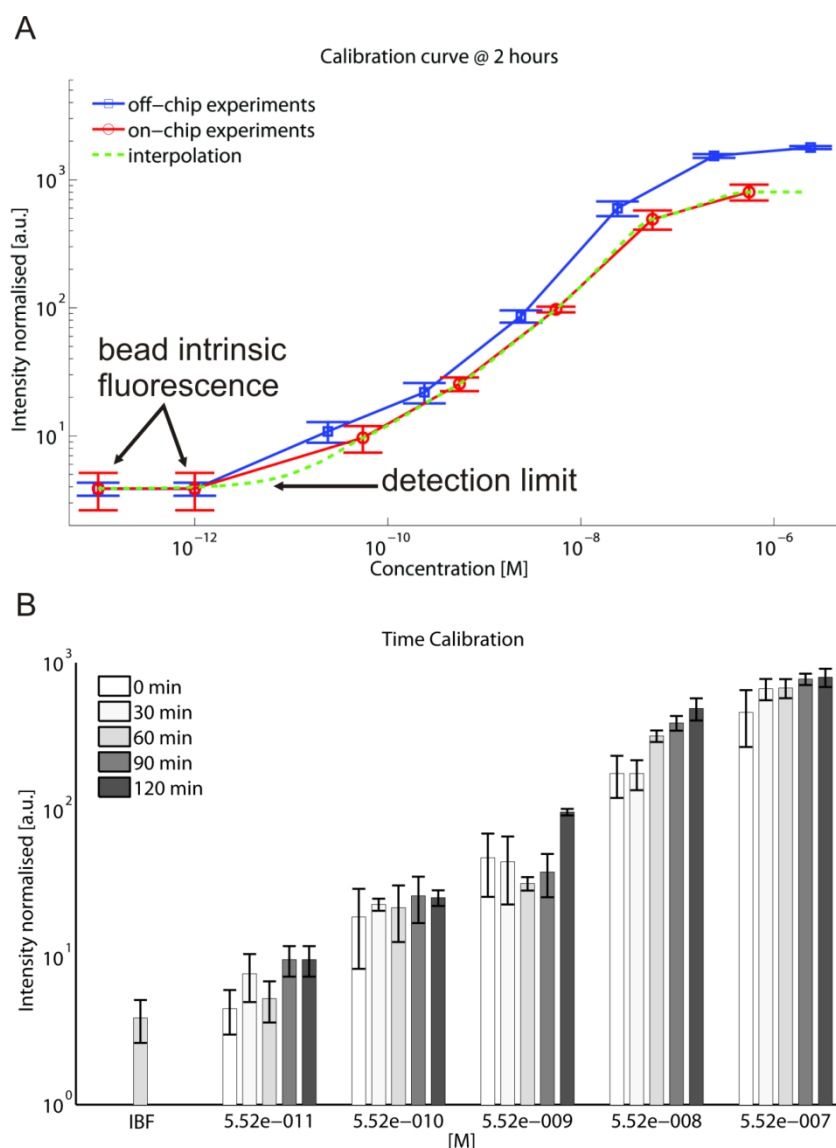 A
Calibration curve @ 2 hours
off−chip experiments
on−chip experiments
interpolation
Intensity normalised [a.u.]
10^3
10^2
10^1
bead intrinsic
fluorescence
detection limit
10^−12
10^−10
10^−8
10^−6
Concentration [M]
B
Time Calibration
0 min
30 min
60 min
90 min
120 min
Intensity normalised [a.u.]
10^3
10^2
10^1
10^0
IBF
5.52e−011
5.52e−010
5.52e−009
5.52e−008
5.52e−007
[M]